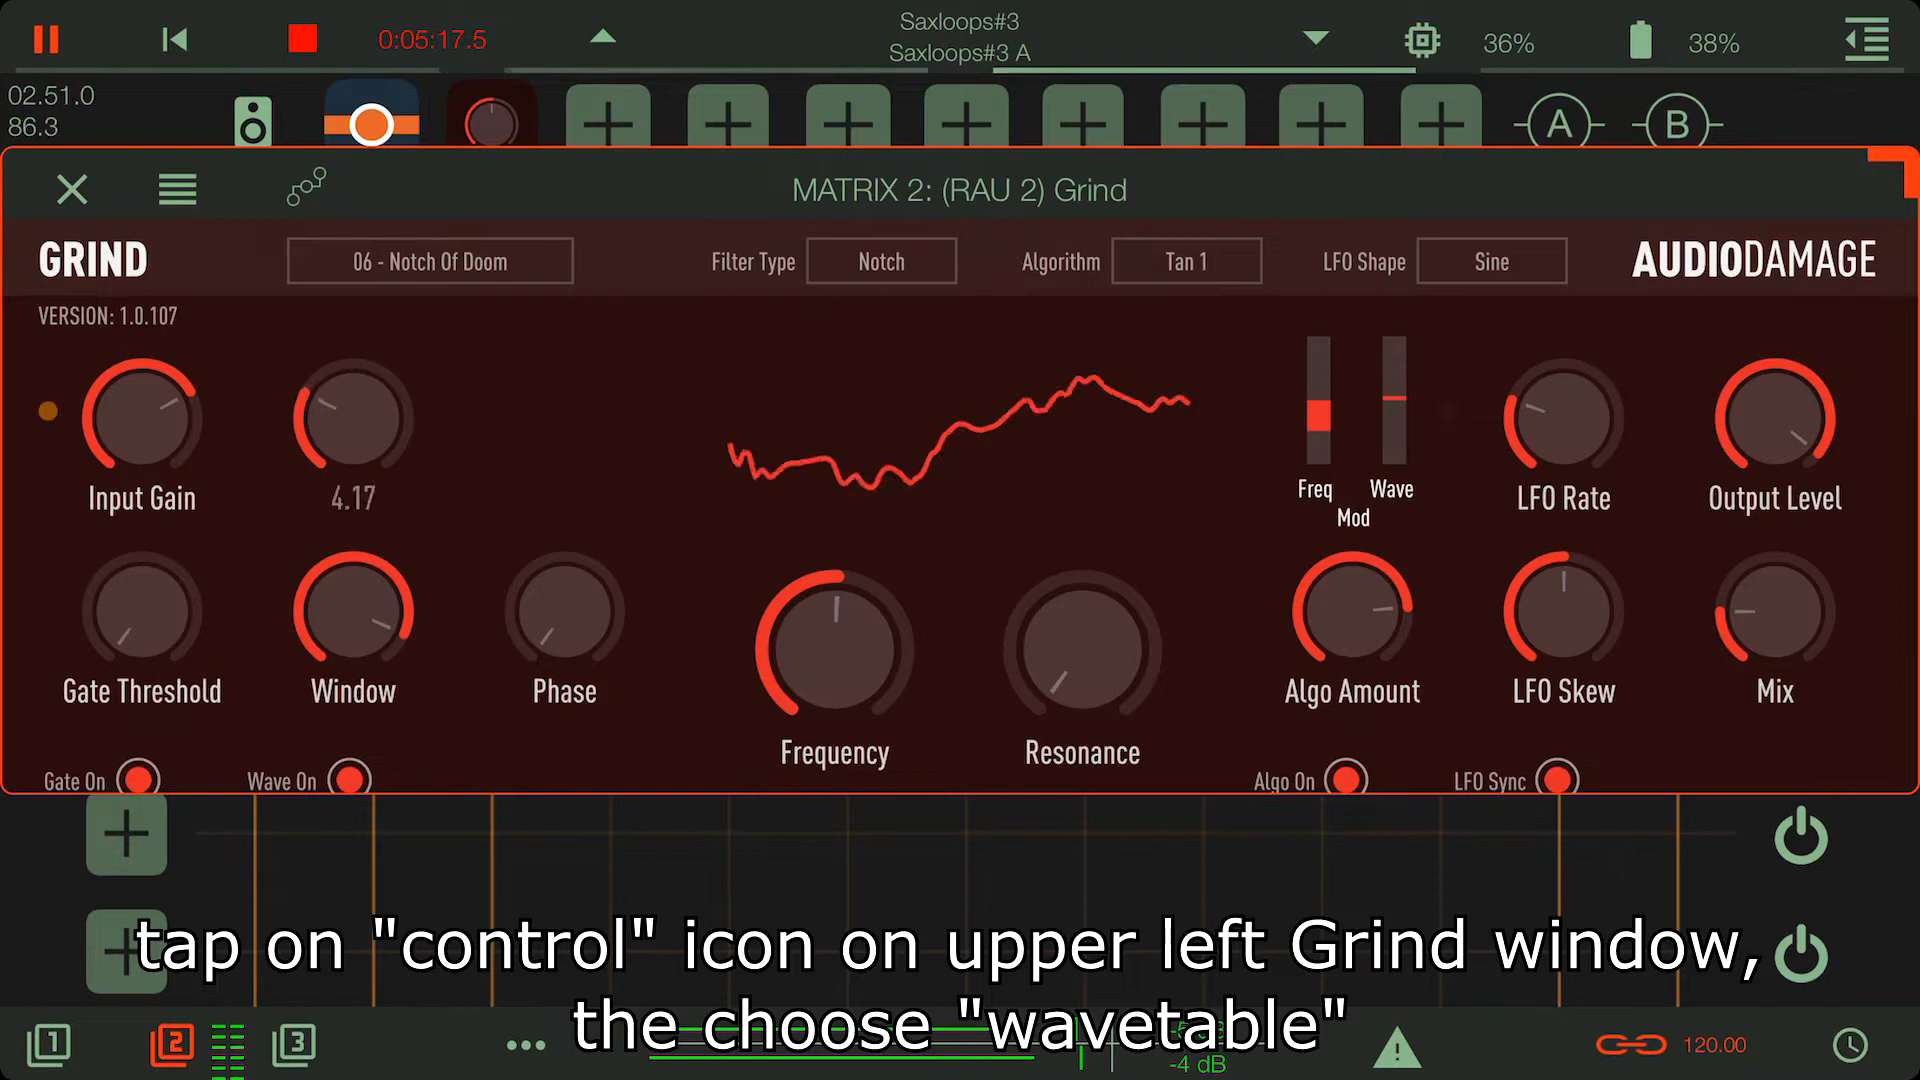 0:05:17.5
Saxloops#3
Saxloops#3 A
36%
38%
02.51.0
86.3
A
B
MATRIX 2: (RAU 2) Grind
GRIND
06 - Notch Of Doom
Filter Type
Notch
Algorithm
Tan 1
LFO Shape
Sine
AUDIODAMAGE
VERSION: 1.0.107
Input Gain
4.17
Freq
Wave
Mod
LFO Rate
Output Level
Gate Threshold
Window
Phase
Frequency
Resonance
Algo Amount
LFO Skew
Mix
Gate On
Wave On
Algo On
LFO Sync
tap on "control" icon on upper left Grind window,
the choose "wavetable"
1
2
3
-4 dB
120.00